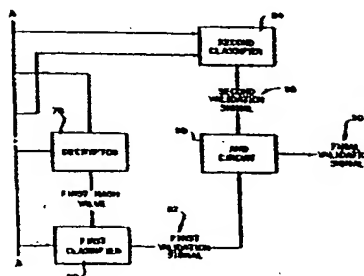 A
SECOND
CLASSIFIER
SECOND
VALIDATION
SIGNAL
DECRYPTOR
AND
CIRCUIT
FINAL
VALIDATION
SIGNAL
FIRST HASH
VALUE
FIRST
CLASSIFIER
FIRST
VALIDATION
SIGNAL
A